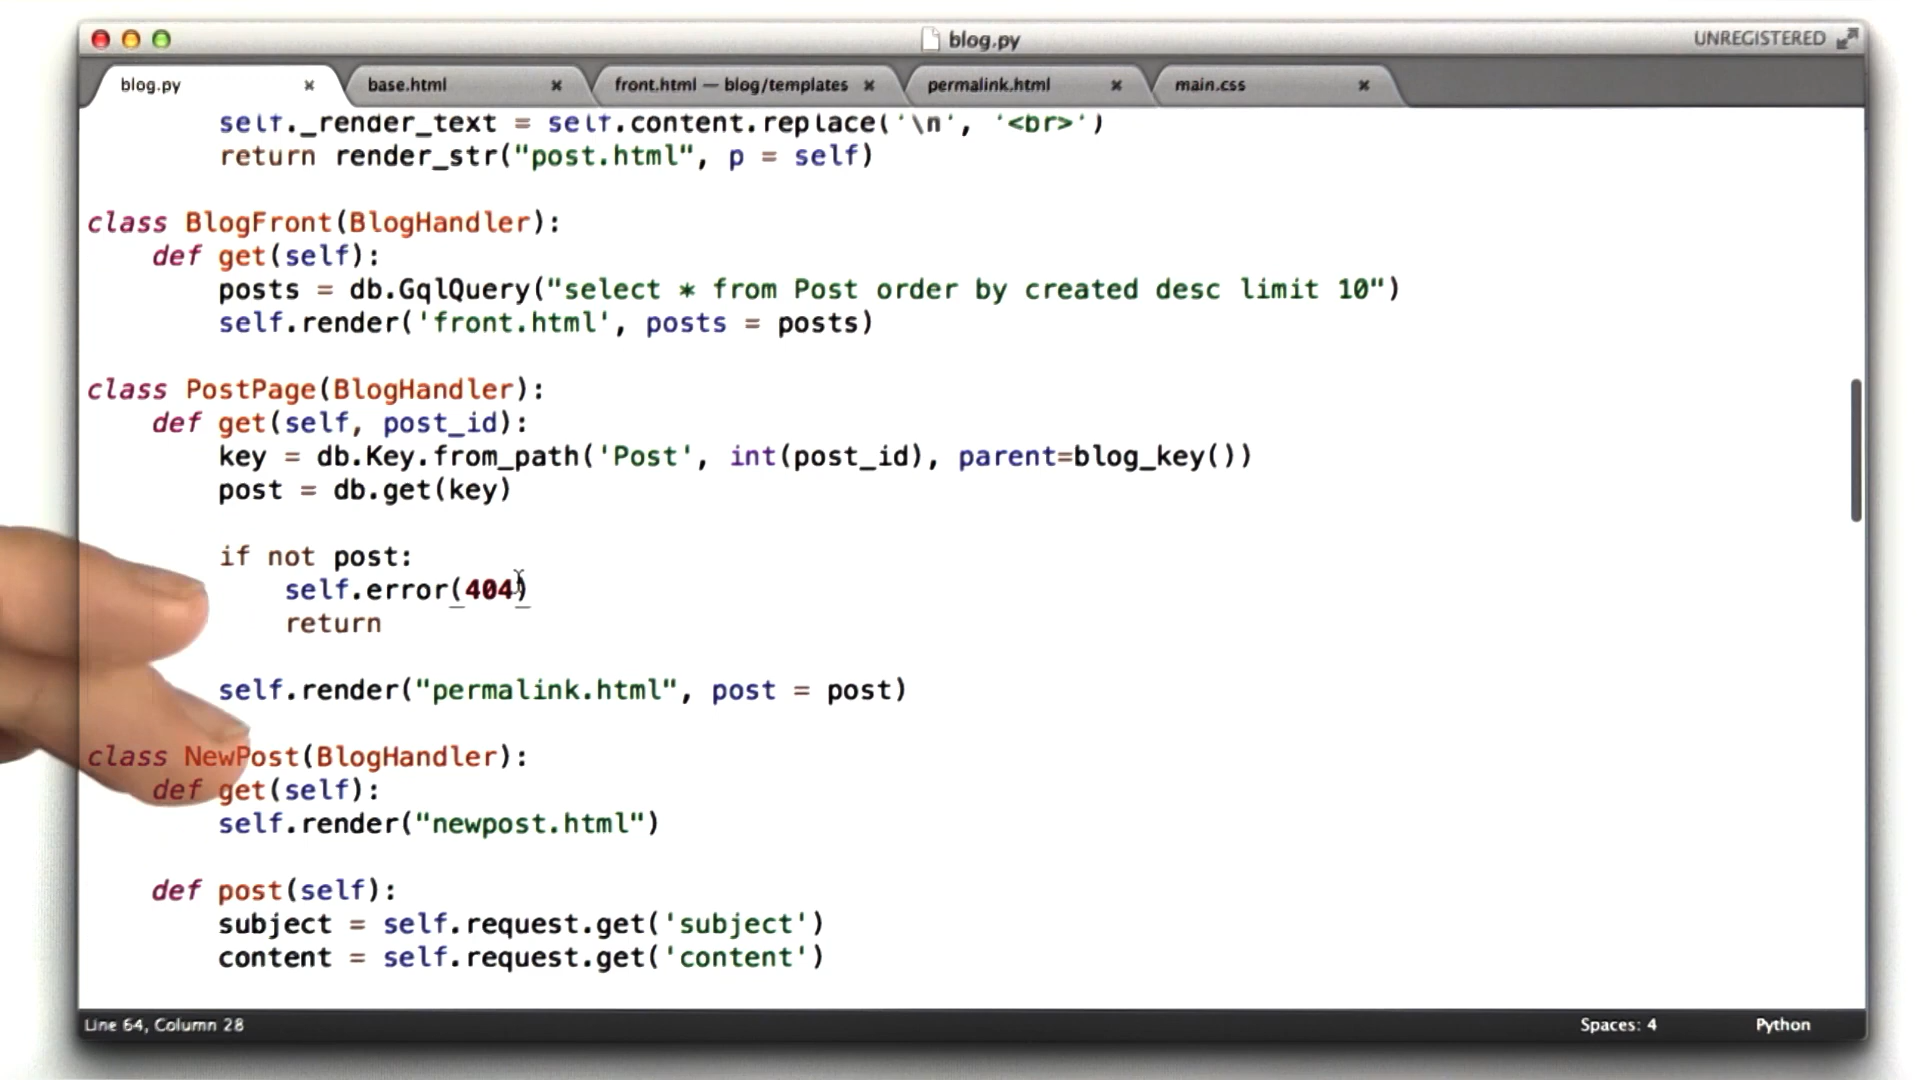 blog.py
UNREGISTERED
blog.py
base.html
front.html — blog/templates
permalink.html
main.css
        self._render_text = self.content.replace('\n', '<br>')
        return render_str("post.html", p = self)
class BlogFront(BlogHandler):
    def get(self):
        posts = db.GqlQuery("select * from Post order by created desc limit 10")
        self.render('front.html', posts = posts)
class PostPage(BlogHandler):
    def get(self, post_id):
        key = db.Key.from_path('Post', int(post_id), parent=blog_key())
        post = db.get(key)
        if not post:
            self.error(404)
            return
        self.render("permalink.html", post = post)
class NewPost(BlogHandler):
    def get(self):
        self.render("newpost.html")
    def post(self):
        subject = self.request.get('subject')
        content = self.request.get('content')
Line 64, Column 28
Spaces: 4
Python